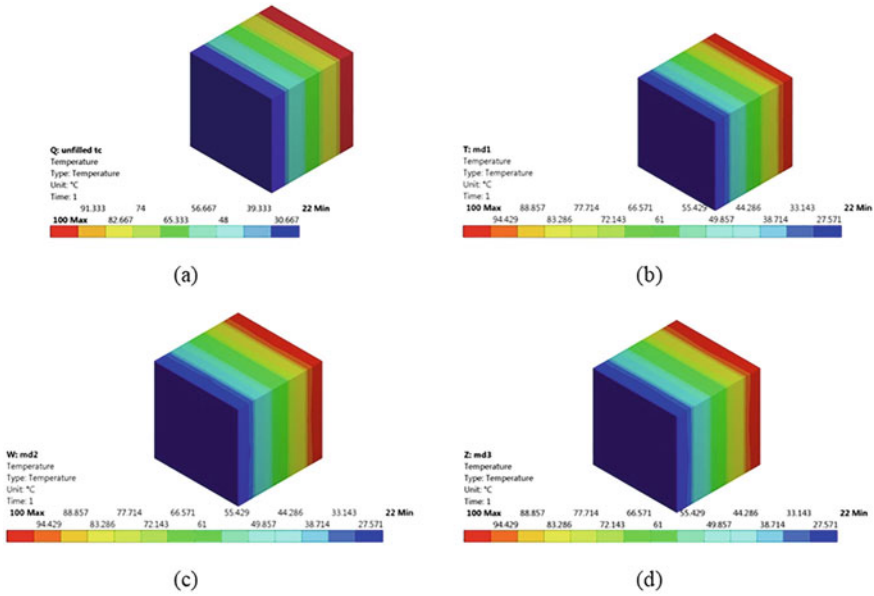 Q: unfilled tc
Temperature
Type: Temperature
Unit: °C
Time: 1
91.333 74 56.667 39.333 22 Min
100 Max 82.667 65.333 48 30.667
(a)
T: md1
Temperature
Type: Temperature
Unit: °C
Time: 1
100 Max 88.857 77.714 66.571 55.429 44.286 33.143 22 Min
94.429 83.286 72.143 61 49.857 38.714 27.571
(b)
W: md2
Temperature
Type: Temperature
Unit: °C
Time: 1
100 Max 88.857 77.714 66.571 55.429 44.286 33.143 22 Min
94.429 83.286 72.143 61 49.857 38.714 27.571
(c)
Z: md3
Temperature
Type: Temperature
Unit: °C
Time: 1
100 Max 88.857 77.714 66.571 55.429 44.286 33.143 22 Min
94.429 83.286 72.143 61 49.857 38.714 27.571
(d)